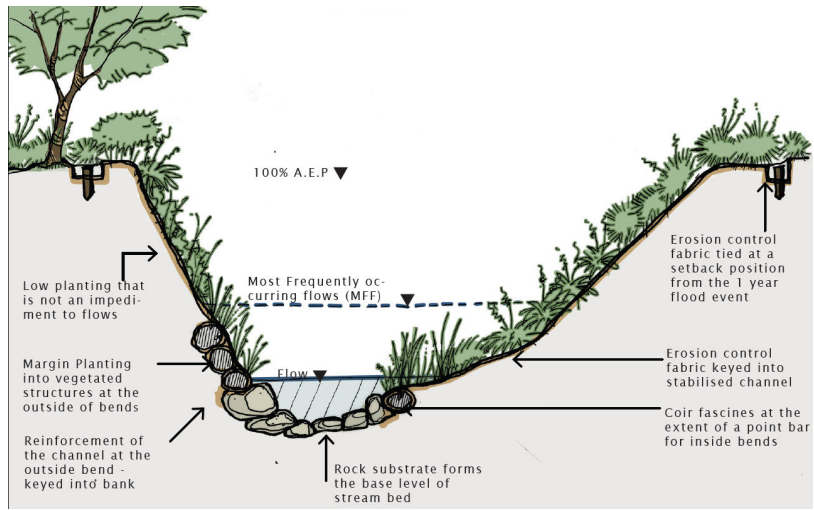 100% A.E.P
Most Frequently oc-
curring flows (MFF)
Flow
Low planting that
is not an impedi-
ment to flows
Margin Planting
into vegetated
structures at the
outside of bends
Reinforcement of
the channel at the
outside bend -
keyed into bank
Rock substrate forms
the base level of
stream bed
Erosion control
fabric tied at a
setback position
from the 1 year
flood event
Erosion control
fabric keyed into
stabilised channel
Coir fascines at the
extent of a point bar
for inside bends